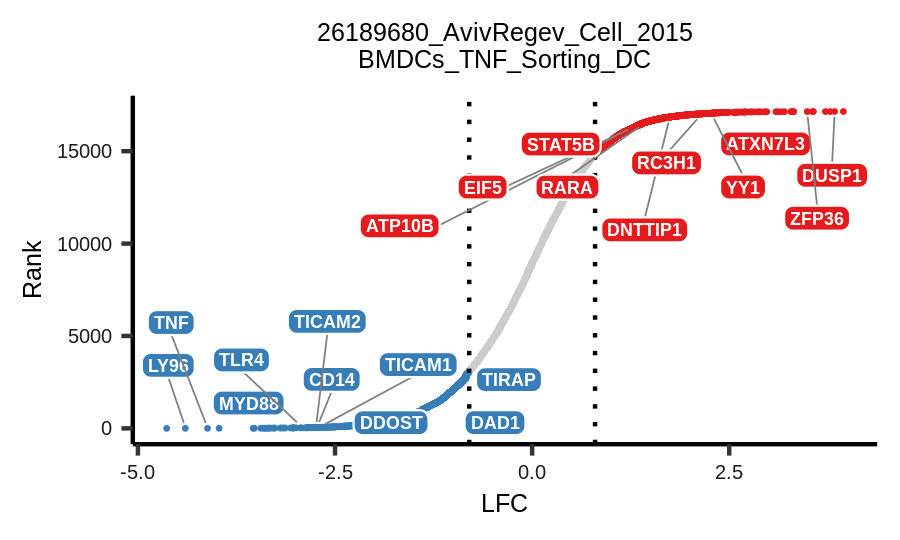 26189680_AvivRegev_Cell_2015
BMDCs_TNF_Sorting_DC
Rank
15000
10000
5000
0
STAT5B
ATXN7L3
RC3H1
EIF5
RARA
YY1
DUSP1
ATP10B
DNTTIP1
ZFP36
TNF
TICAM2
LY96
TLR4
TICAM1
CD14
TIRAP
MYD88
DDOST
DAD1
-5.0
-2.5
0.0
2.5
LFC